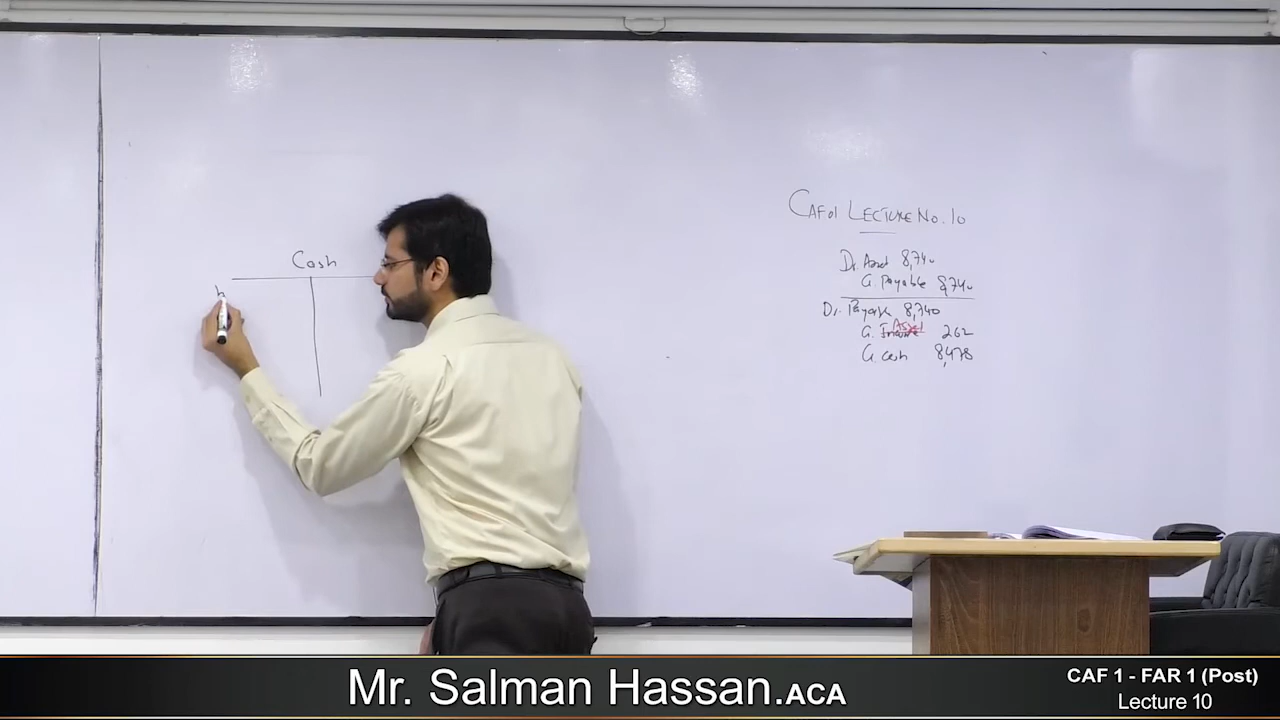 Cash
CAF01 LECTURE NO. 10
Dr. Asset 8,740
Cr. Payable 8,740
Dr. Payable 8,740
Cr. Asset 262
Cr. cash 8,478
Mr. Salman Hassan.ACA
CAF 1 - FAR 1 (Post)
Lecture 10